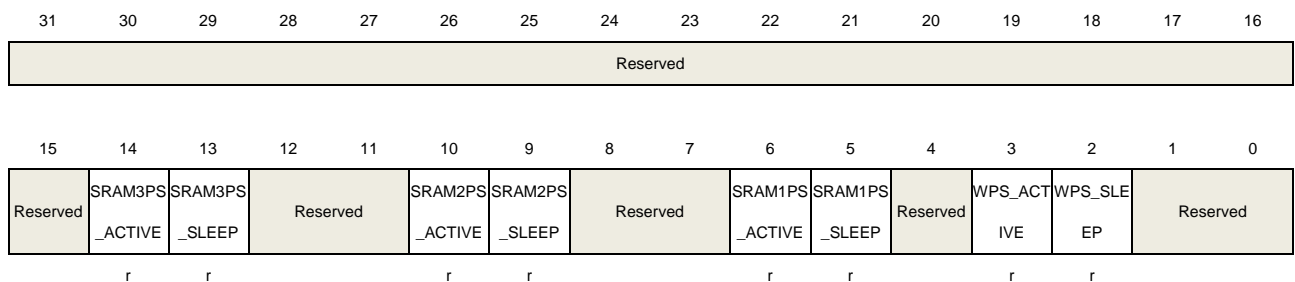 31 30 29 28 27 26 25 24 23 22 21 20 19 18 17 16
Reserved
15 14 13 12 11 10 9 8 7 6 5 4 3 2 1 0
Reserved SRAM3PS SRAM3PS Reserved SRAM2PS SRAM2PS Reserved SRAM1PS SRAM1PS Reserved WPS_ACT WPS_SLE Reserved
_ACTIVE _SLEEP _ACTIVE _SLEEP _ACTIVE _SLEEP IVE EP
r r r r r r r r